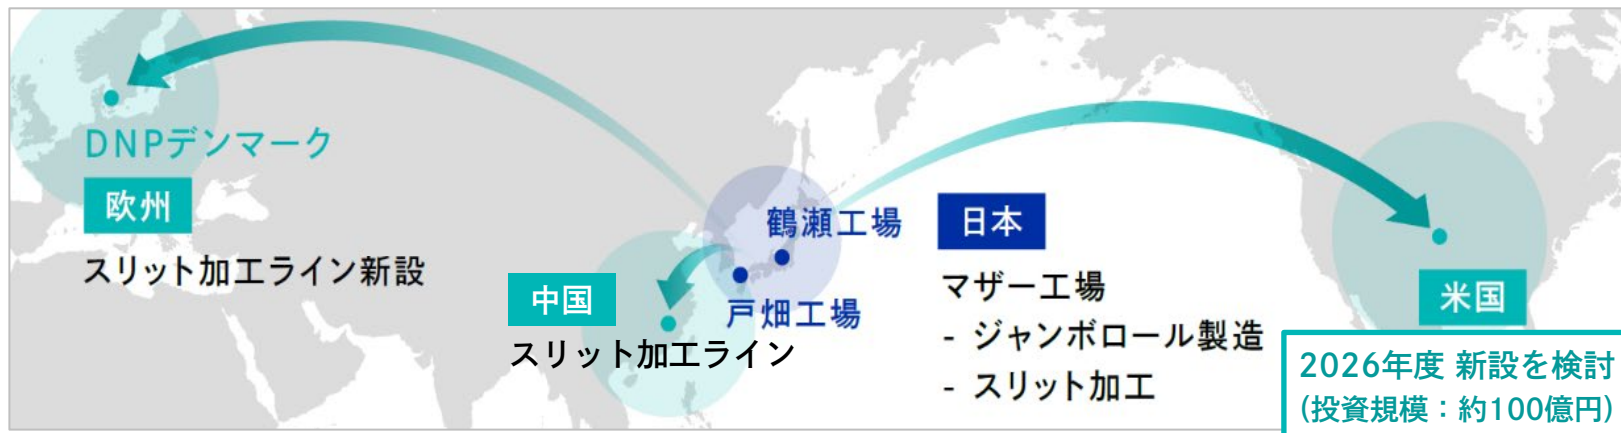 DNPデンマーク
欧州
スリット加工ライン新設
中国
スリット加工ライン
鶴瀬工場
戸畑工場
日本
マザー工場
- ジャンボロール製造
- スリット加工
米国
2026年度 新設を検討
(投資規模：約100億円)